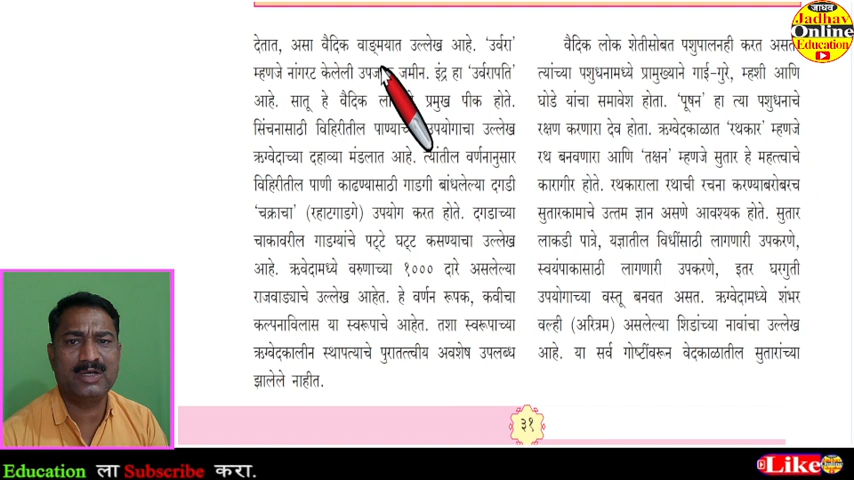 देतात, असा वैदिक वाङ्मयात उल्लेख आहे. ‘उर्वरा’
म्हणजे नांगरट केलेली जमीन. इंद्र हा ‘उर्वरापति’
आहे. सातू हे वैदिक प्रमुख पीक होते.
सिंचनासाठी विहिरीतील उपयोगाचा उल्लेख
ऋग्वेदाच्या दहाव्या मंडलात आहे. त्यांतील वर्णनानुसार
विहिरीतील पाणी काढण्यासाठी गाडगी बांधलेल्या दगडी
‘चक्राचा’ (रहाटगाडगे) उपयोग करत होते. दगडाच्या
चाकावरील गाडग्यांचे पट्टे घट्ट कसण्याचा उल्लेख
आहे. ऋवेदामध्ये वरुणाच्या १००० दारे असलेल्या
राजवाड्याचे उल्लेख आहेत. हे वर्णन रूपक, कवीचा
कल्पनाविलास या स्वरूपाचे आहेत. तशा स्वरूपाच्या
ऋग्वेदकालीन स्थापत्याचे पुरातत्त्वीय अवशेष उपलब्ध
झालेले नाहीत.
वैदिक लोक शेतीसोबत पशुपालनही करत
त्यांच्या पशुधनामध्ये प्रामुख्याने गाई-गुरे, म्हशी आणि
घोडे यांचा समावेश होता. ‘पूषन’ हा त्या पशुधनाचे
रक्षण करणारा देव होता. ऋग्वेदकाळात ‘रथकार’ म्हणजे
रथ बनवणारा आणि ‘तक्षन’ म्हणजे सुतार हे महत्त्वाचे
कारागीर होते. रथकाराला रथाची रचना करण्याबरोबरच
सुतारकामाचे उत्तम ज्ञान असणे आवश्यक होते. सुतार
लाकडी पात्रे, यज्ञातील विधींसाठी लागणारी उपकरणे,
स्वयंपाकासाठी लागणारी उपकरणे, इतर घरगुती
उपयोगाच्या वस्तू बनवत असत. ऋग्वेदामध्ये शंभर
वल्ही (अरित्रम) असलेल्या शिडांच्या नावांचा उल्लेख
आहे. या सर्व गोष्टींवरून वेदकाळातील सुतारांच्या
३१
जाधव
Jadhav
Online
Education
Education ला Subscribe करा.
Like